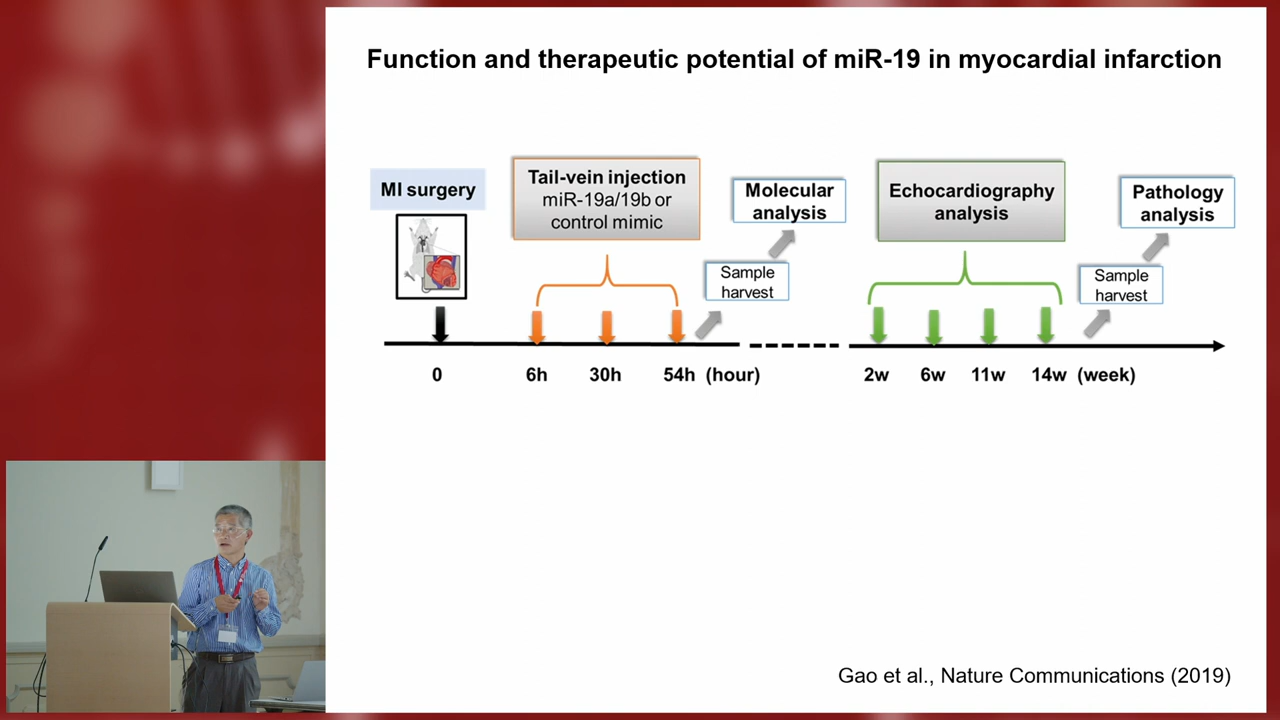 Function and therapeutic potential of miR-19 in myocardial infarction
MI surgery
Tail-vein injection
miR-19a/19b or
control mimic
Molecular
analysis
Echocardiography
analysis
Pathology
analysis
Sample
harvest
Sample
harvest
0
6h
30h
54h (hour)
2w
6w
11w
14w (week)
Gao et al., Nature Communications (2019)